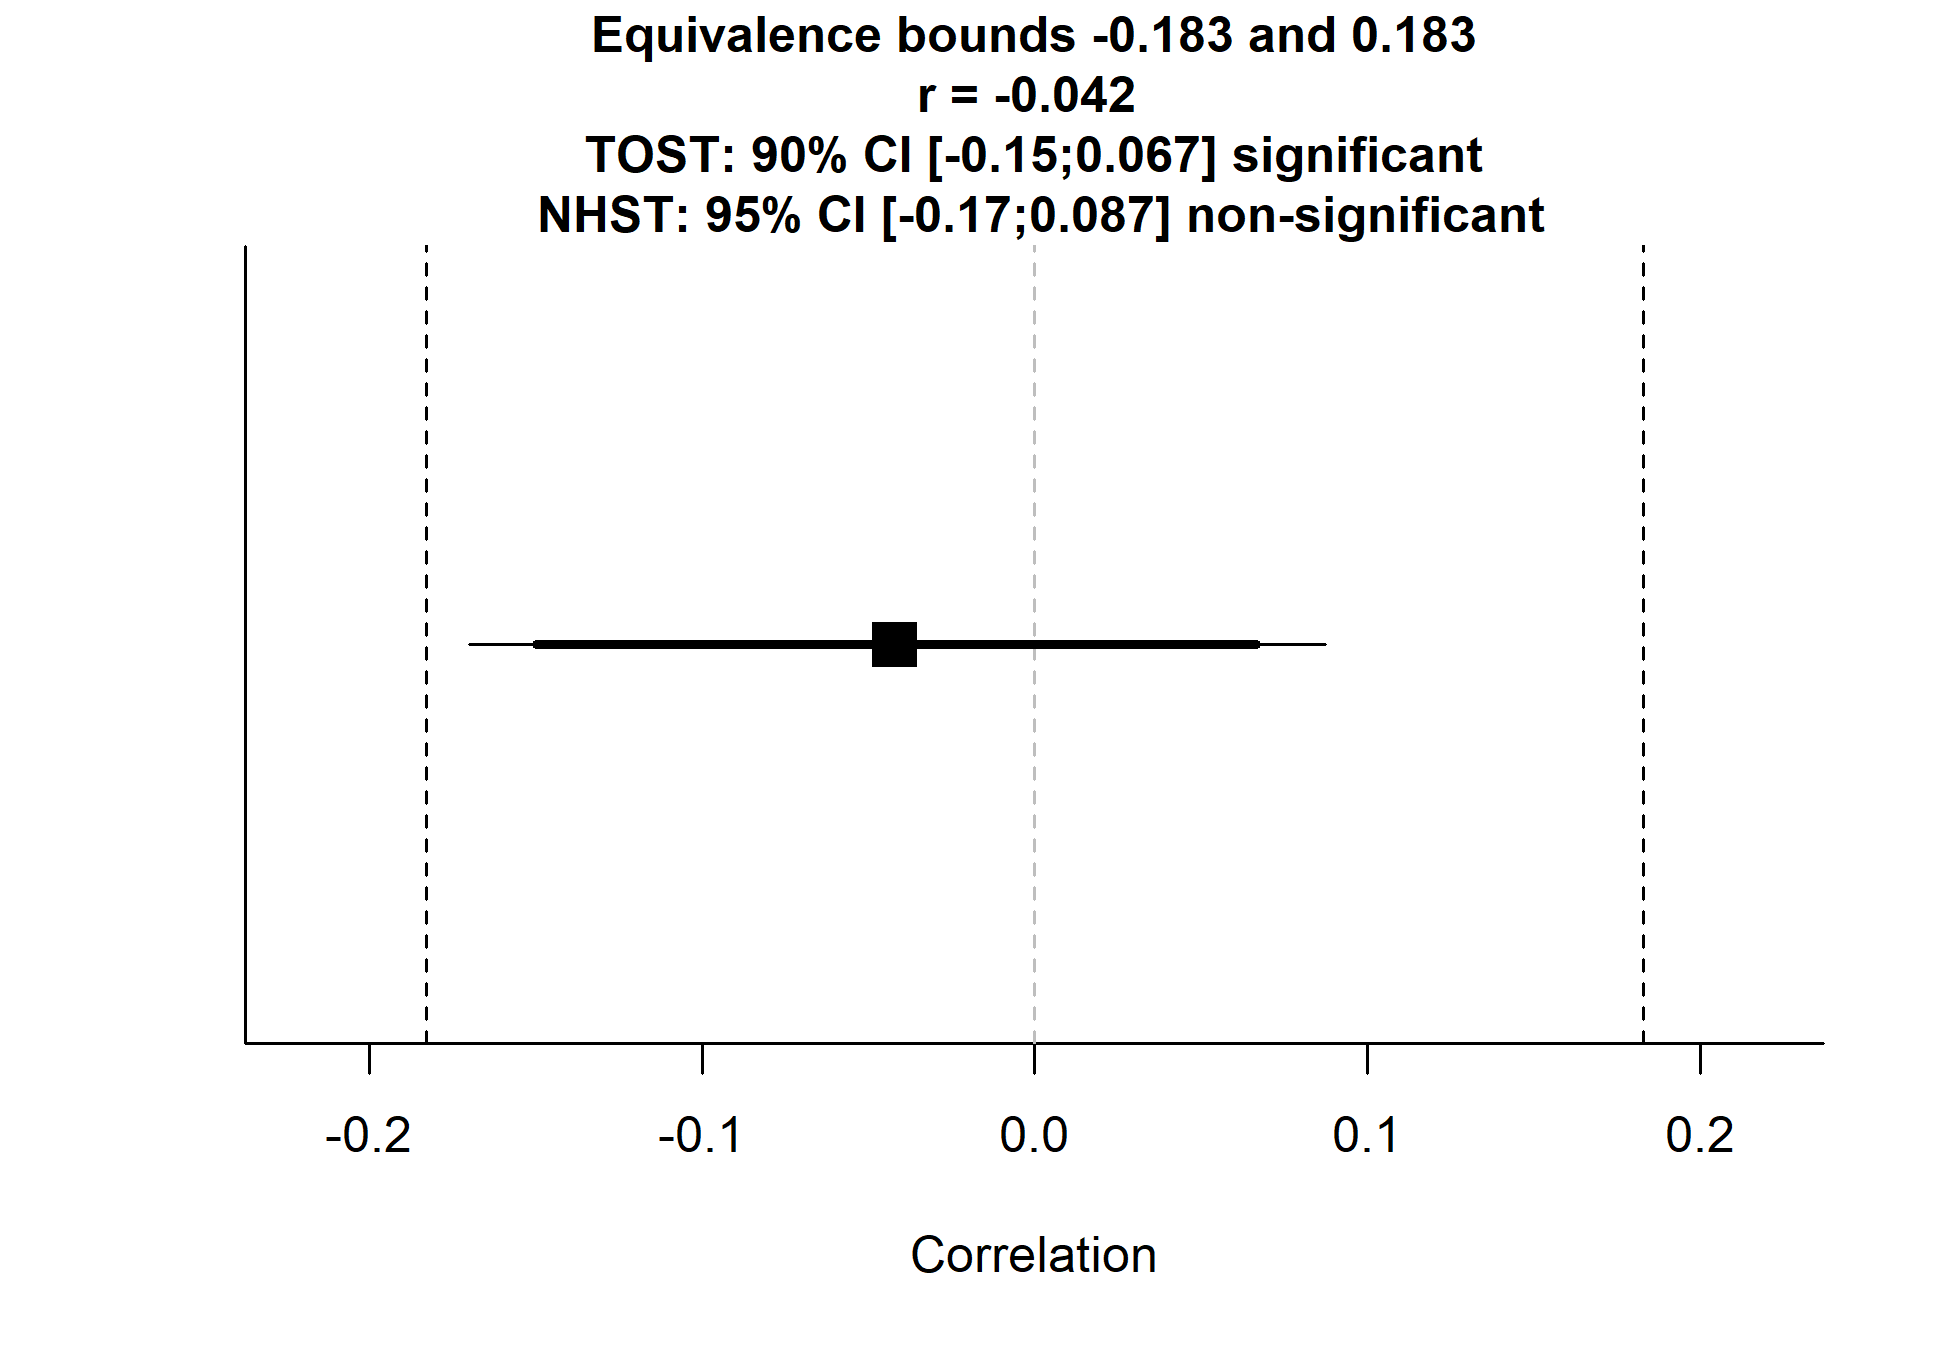 Equivalence bounds -0.183 and 0.183
r = -0.042
TOST: 90% CI [-0.15;0.067] significant
NHST: 95% CI [-0.17;0.087] non-significant
-0.2 -0.1 0.0 0.1 0.2
Correlation